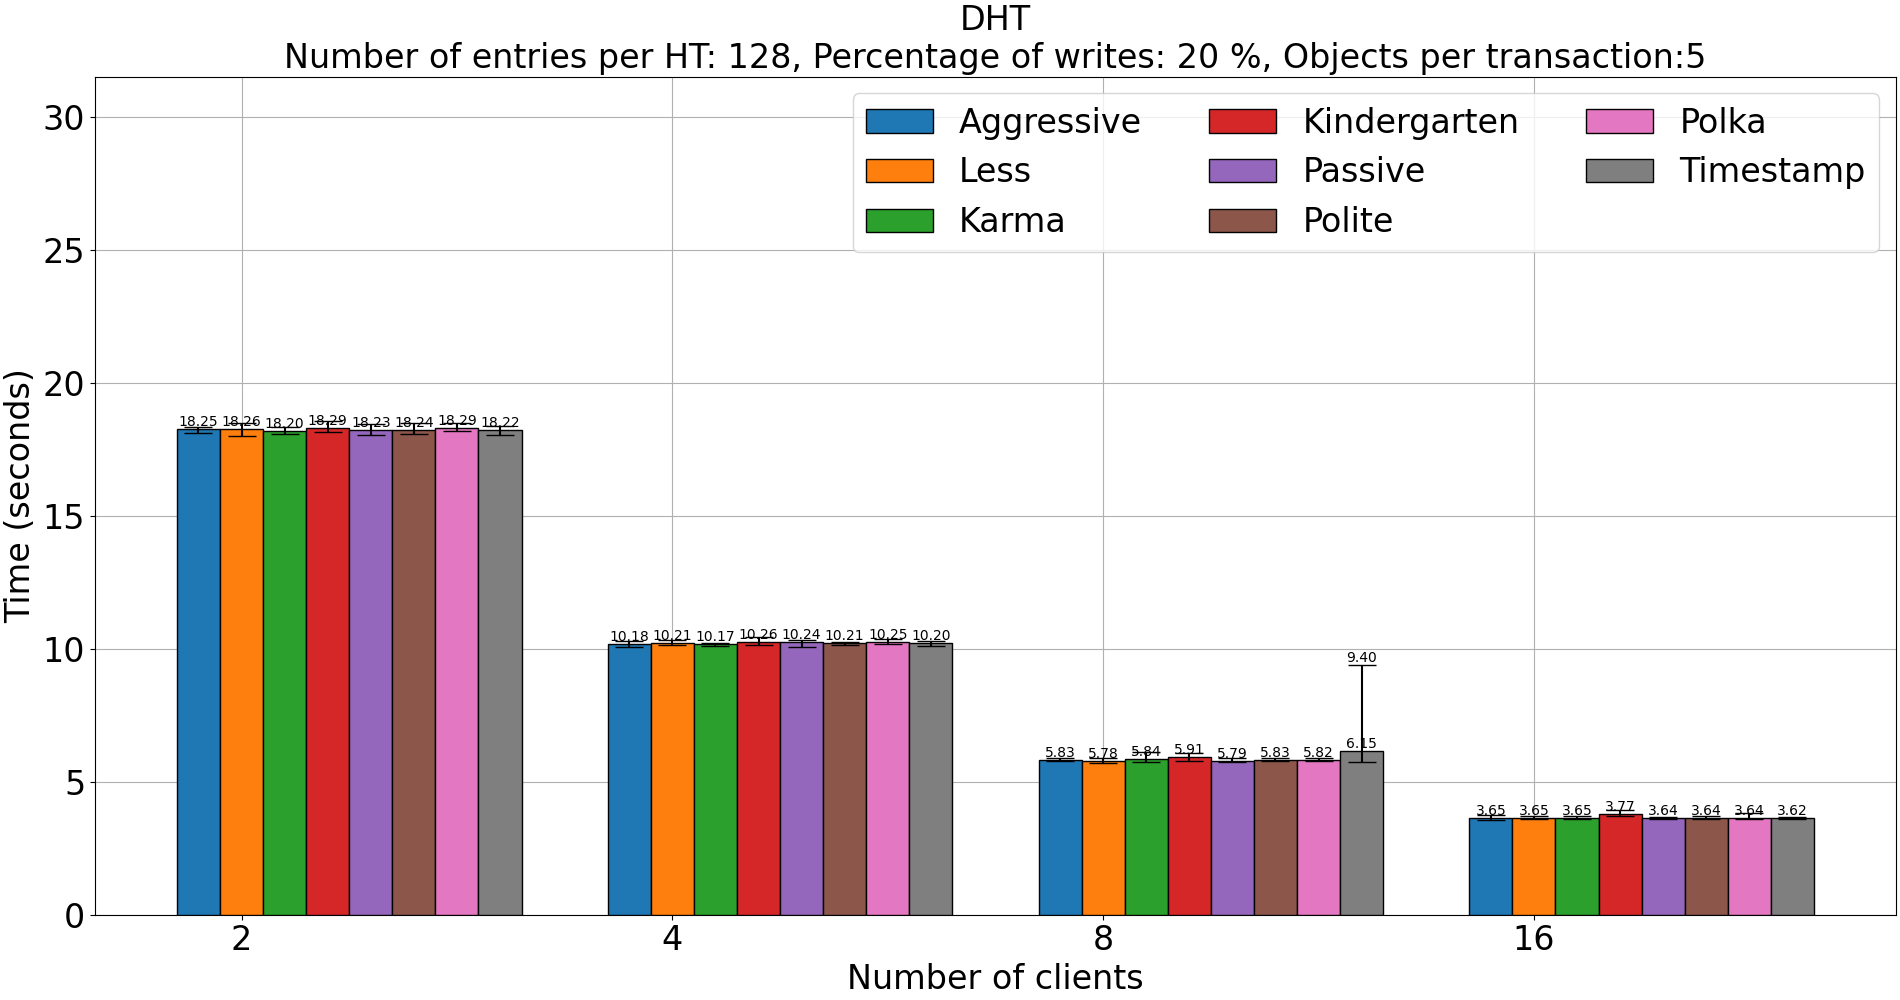 DHT
Number of entries per HT: 128, Percentage of writes: 20 %, Objects per transaction:5
Aggressive
Less
Karma
Kindergarten
Passive
Polite
Polka
Timestamp
Time (seconds)
30
25
20
15
10
5
0
18.25 18.26 18.20 18.29 18.23 18.24 18.29 18.22
10.18 10.21 10.17 10.26 10.24 10.21 10.25 10.20
9.40
5.83 5.78 5.84 5.91 5.79 5.83 5.82 6.15
3.65 3.65 3.65 3.77 3.64 3.64 3.64 3.62
2 4 8 16
Number of clients